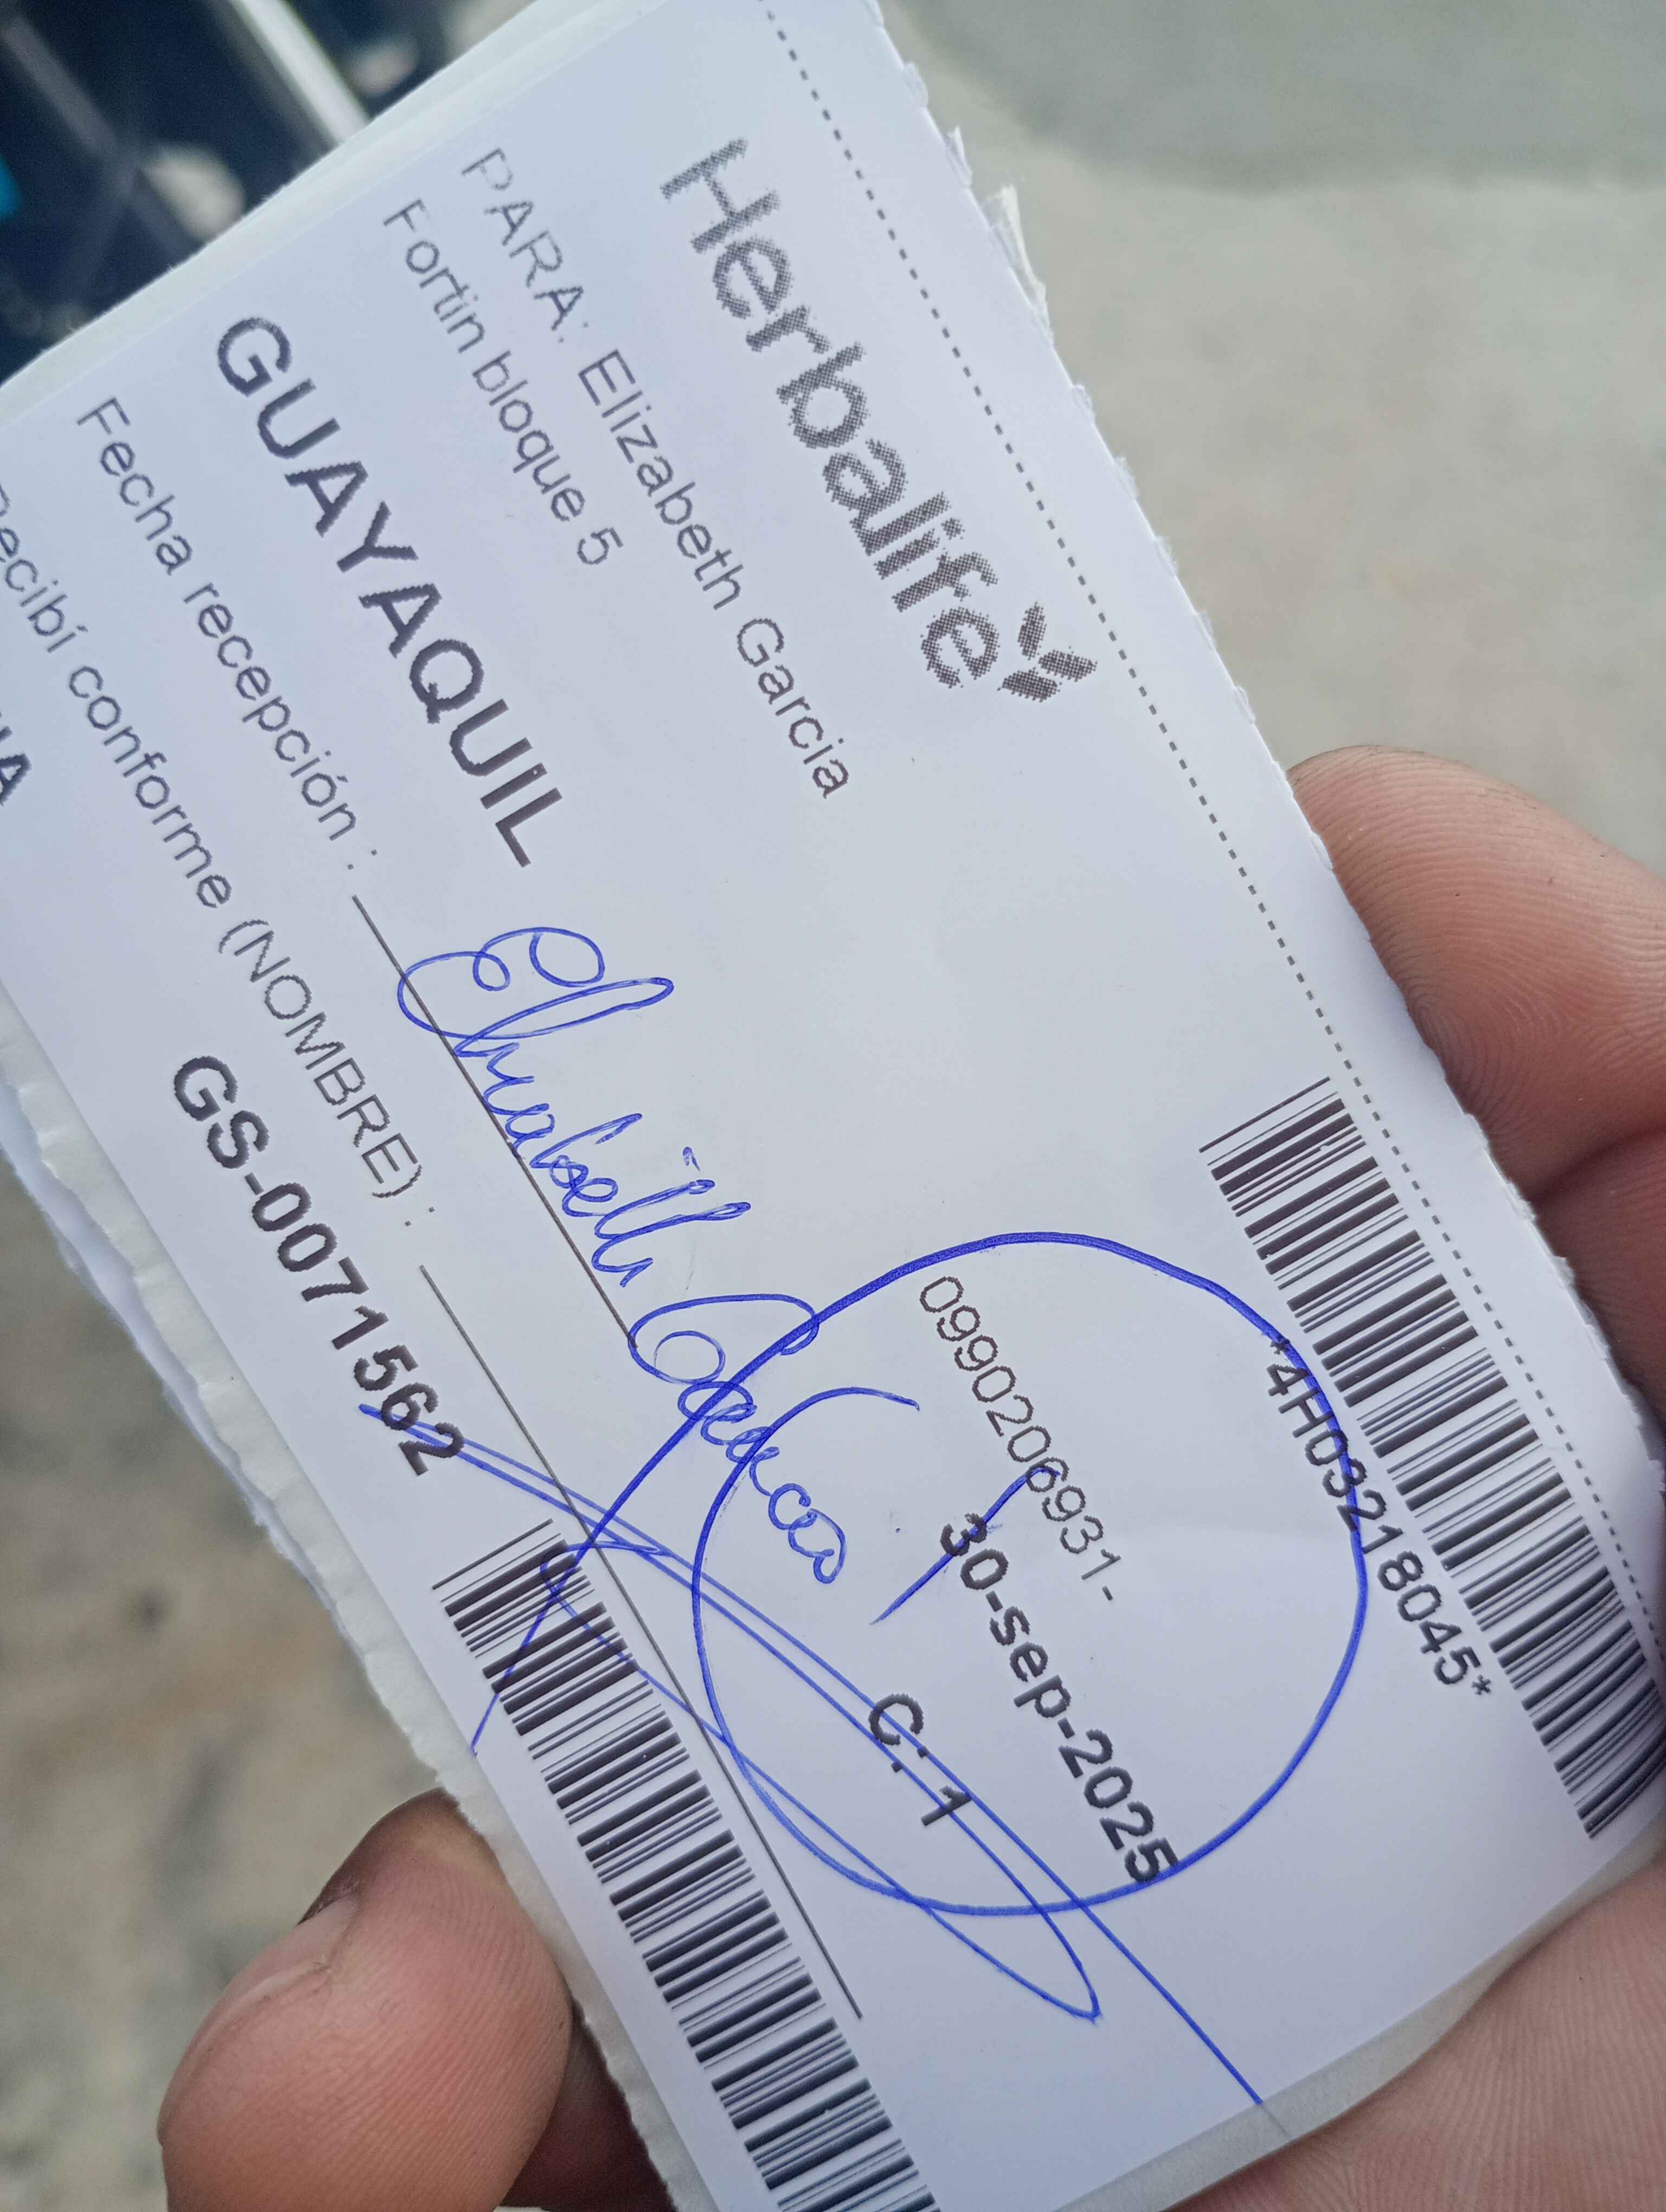 Herbalife
*4H03218045*
PARA: Elizabeth Garcia
Fortin bloque 5
0990206931-
GUAYAQUIL
30-sep-2025
Fecha recepción :
C: 1
Recibí conforme (NOMBRE) :
GS-0071562